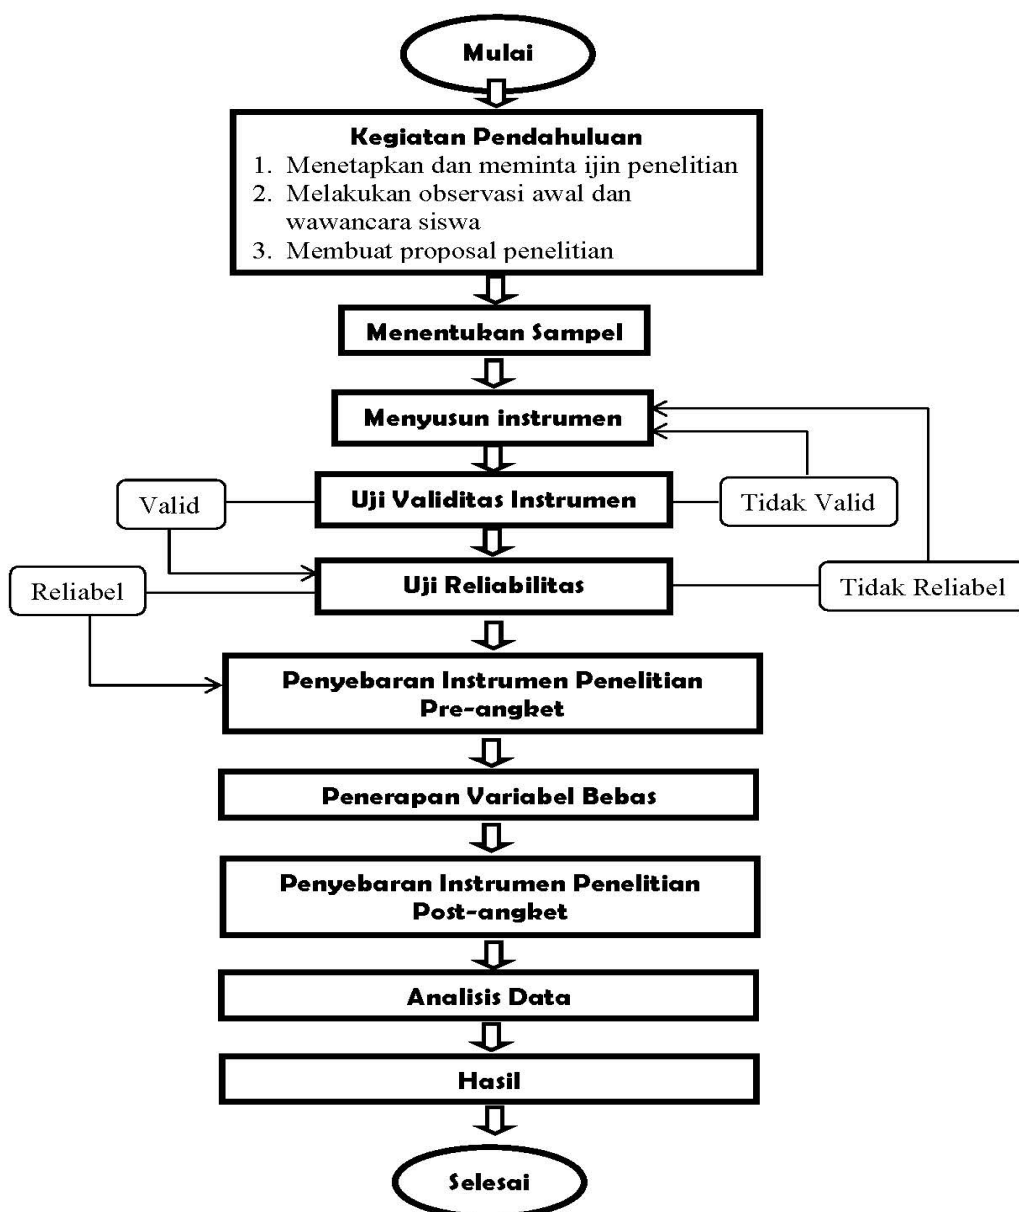 Mulai
Kegiatan Pendahuluan
1. Menetapkan dan meminta ijin penelitian
2. Melakukan observasi awal dan
wawancara siswa
3. Membuat proposal penelitian
Menentukan Sampel
Menyusun instrumen
Valid
Uji Validitas Instrumen
Tidak Valid
Reliabel
Uji Reliabilitas
Tidak Reliabel
Penyebaran Instrumen Penelitian
Pre-angket
Penerapan Variabel Bebas
Penyebaran Instrumen Penelitian
Post-angket
Analisis Data
Hasil
Selesai